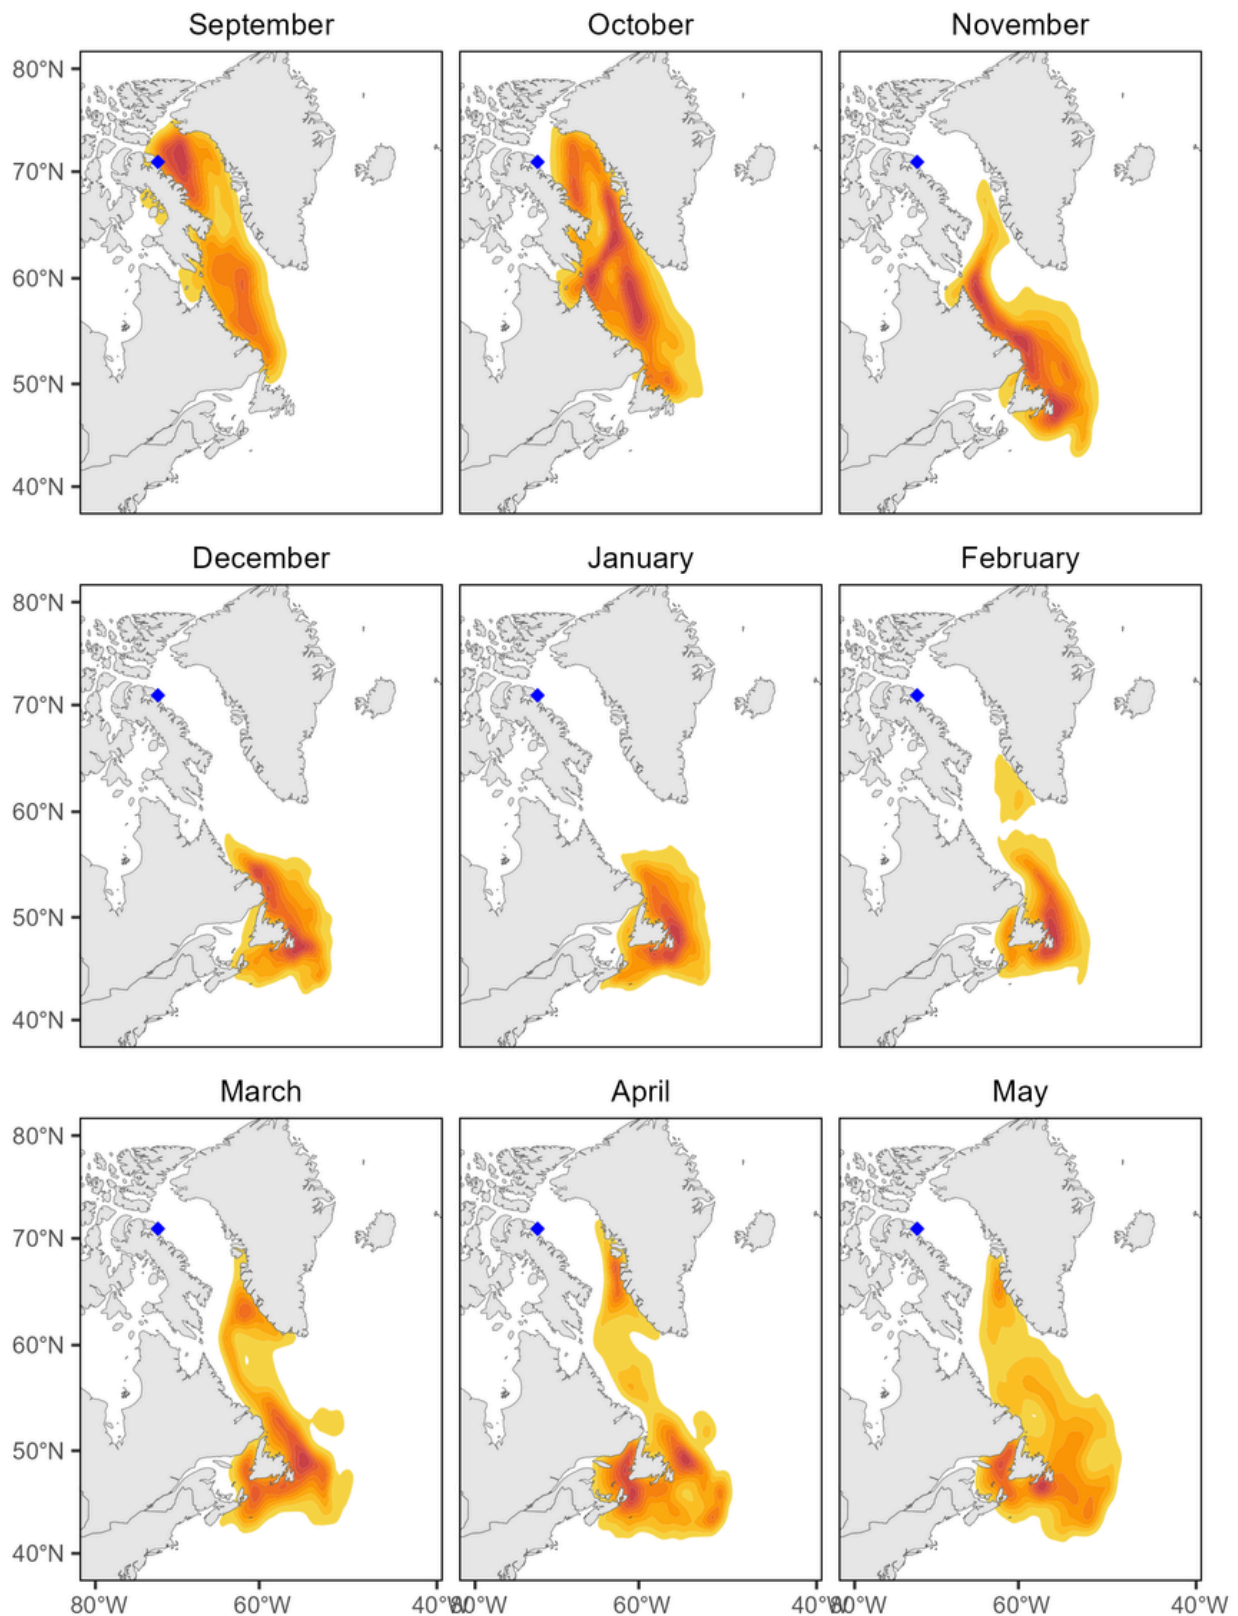 September October November
80°N
70°N
60°N
50°N
40°N
December January February
80°N
70°N
60°N
50°N
40°N
March April May
80°N
70°N
60°N
50°N
40°N
80°W 60°W 40°W 80°W 60°W 40°W 80°W 60°W 40°W